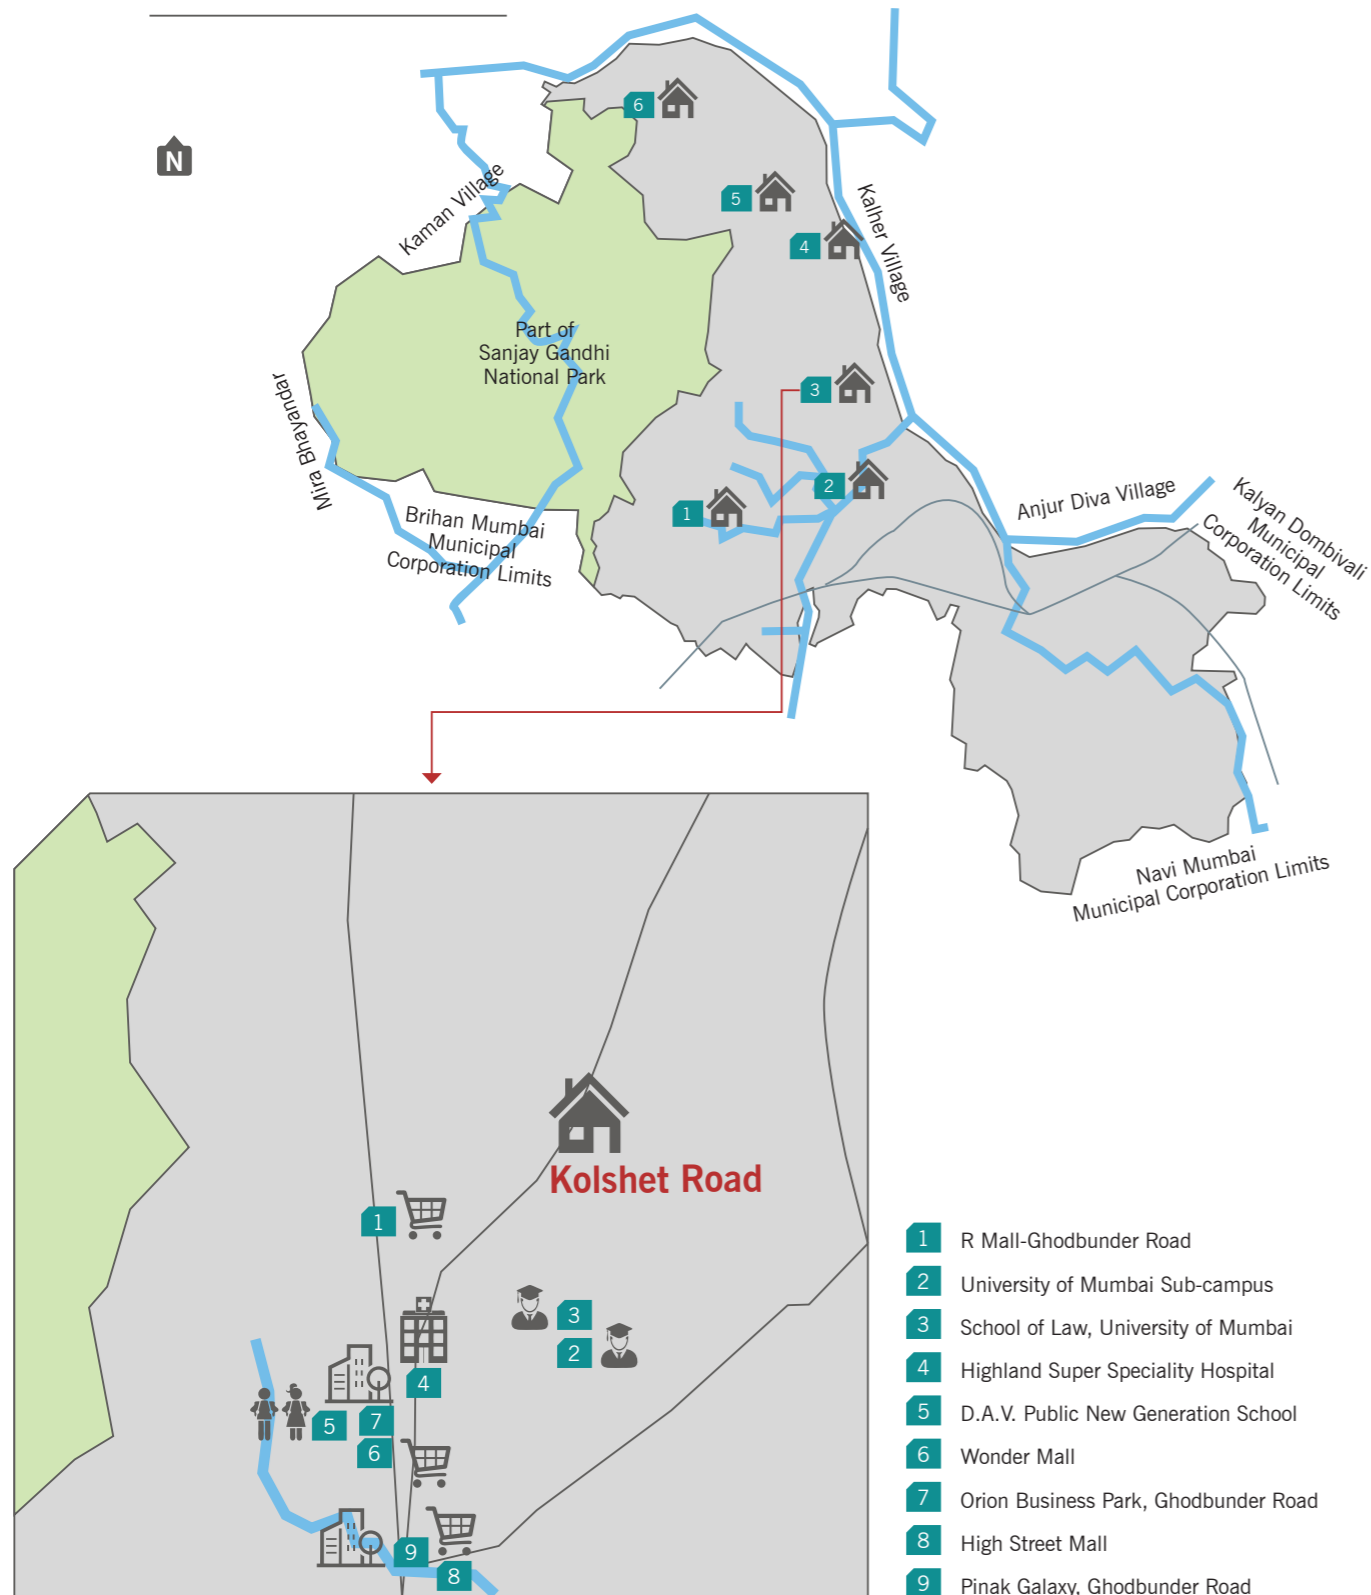 N
6
5
4
3
2
1
Kaman Village
Kalher Village
Part of
Sanjay Gandhi
National Park
Mira Bhayandar
Brihan Mumbai
Municipal
Corporation Limits
Anjur Diva Village
Kalyan Dombivali
Municipal
Corporation Limits
Navi Mumbai
Municipal Corporation Limits
Kolshet Road
1
3
2
4
5
7
6
9
8
1 R Mall-Ghodbunder Road
2 University of Mumbai Sub-campus
3 School of Law, University of Mumbai
4 Highland Super Speciality Hospital
5 D.A.V. Public New Generation School
6 Wonder Mall
7 Orion Business Park, Ghodbunder Road
8 High Street Mall
9 Pinak Galaxy, Ghodbunder Road